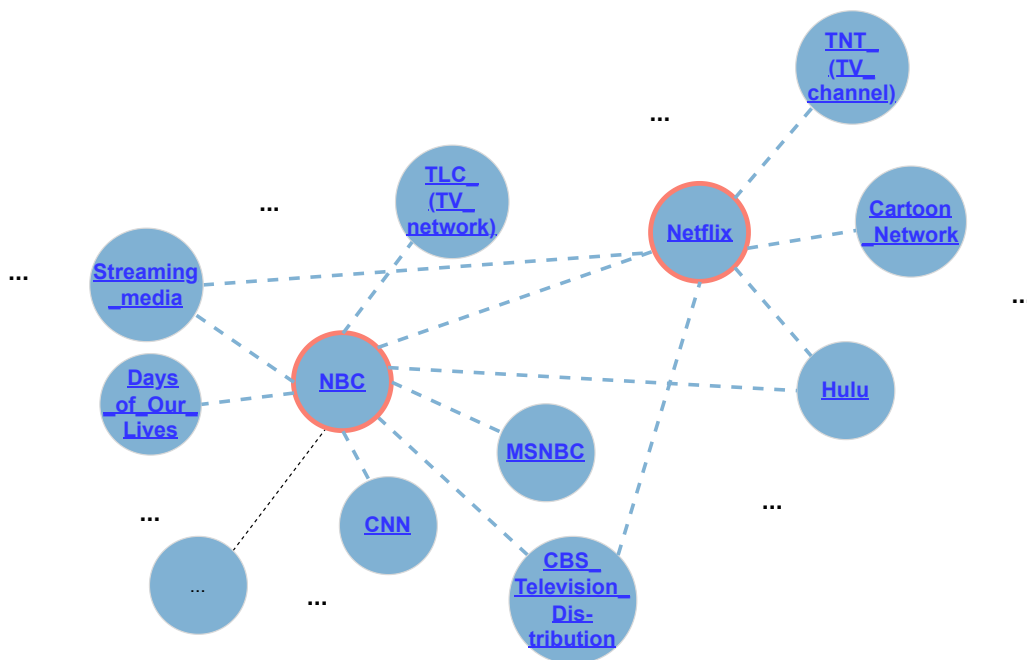 TNT_
(TV_
channel)
...
TLC_
(TV_
network)
...
Netflix
Cartoon
_Network
Streaming
_media
...
...
NBC
Days
_of_Our_
Lives
Hulu
MSNBC
CNN
...
...
CBS_
Television_
Dis-
tribution
...
...